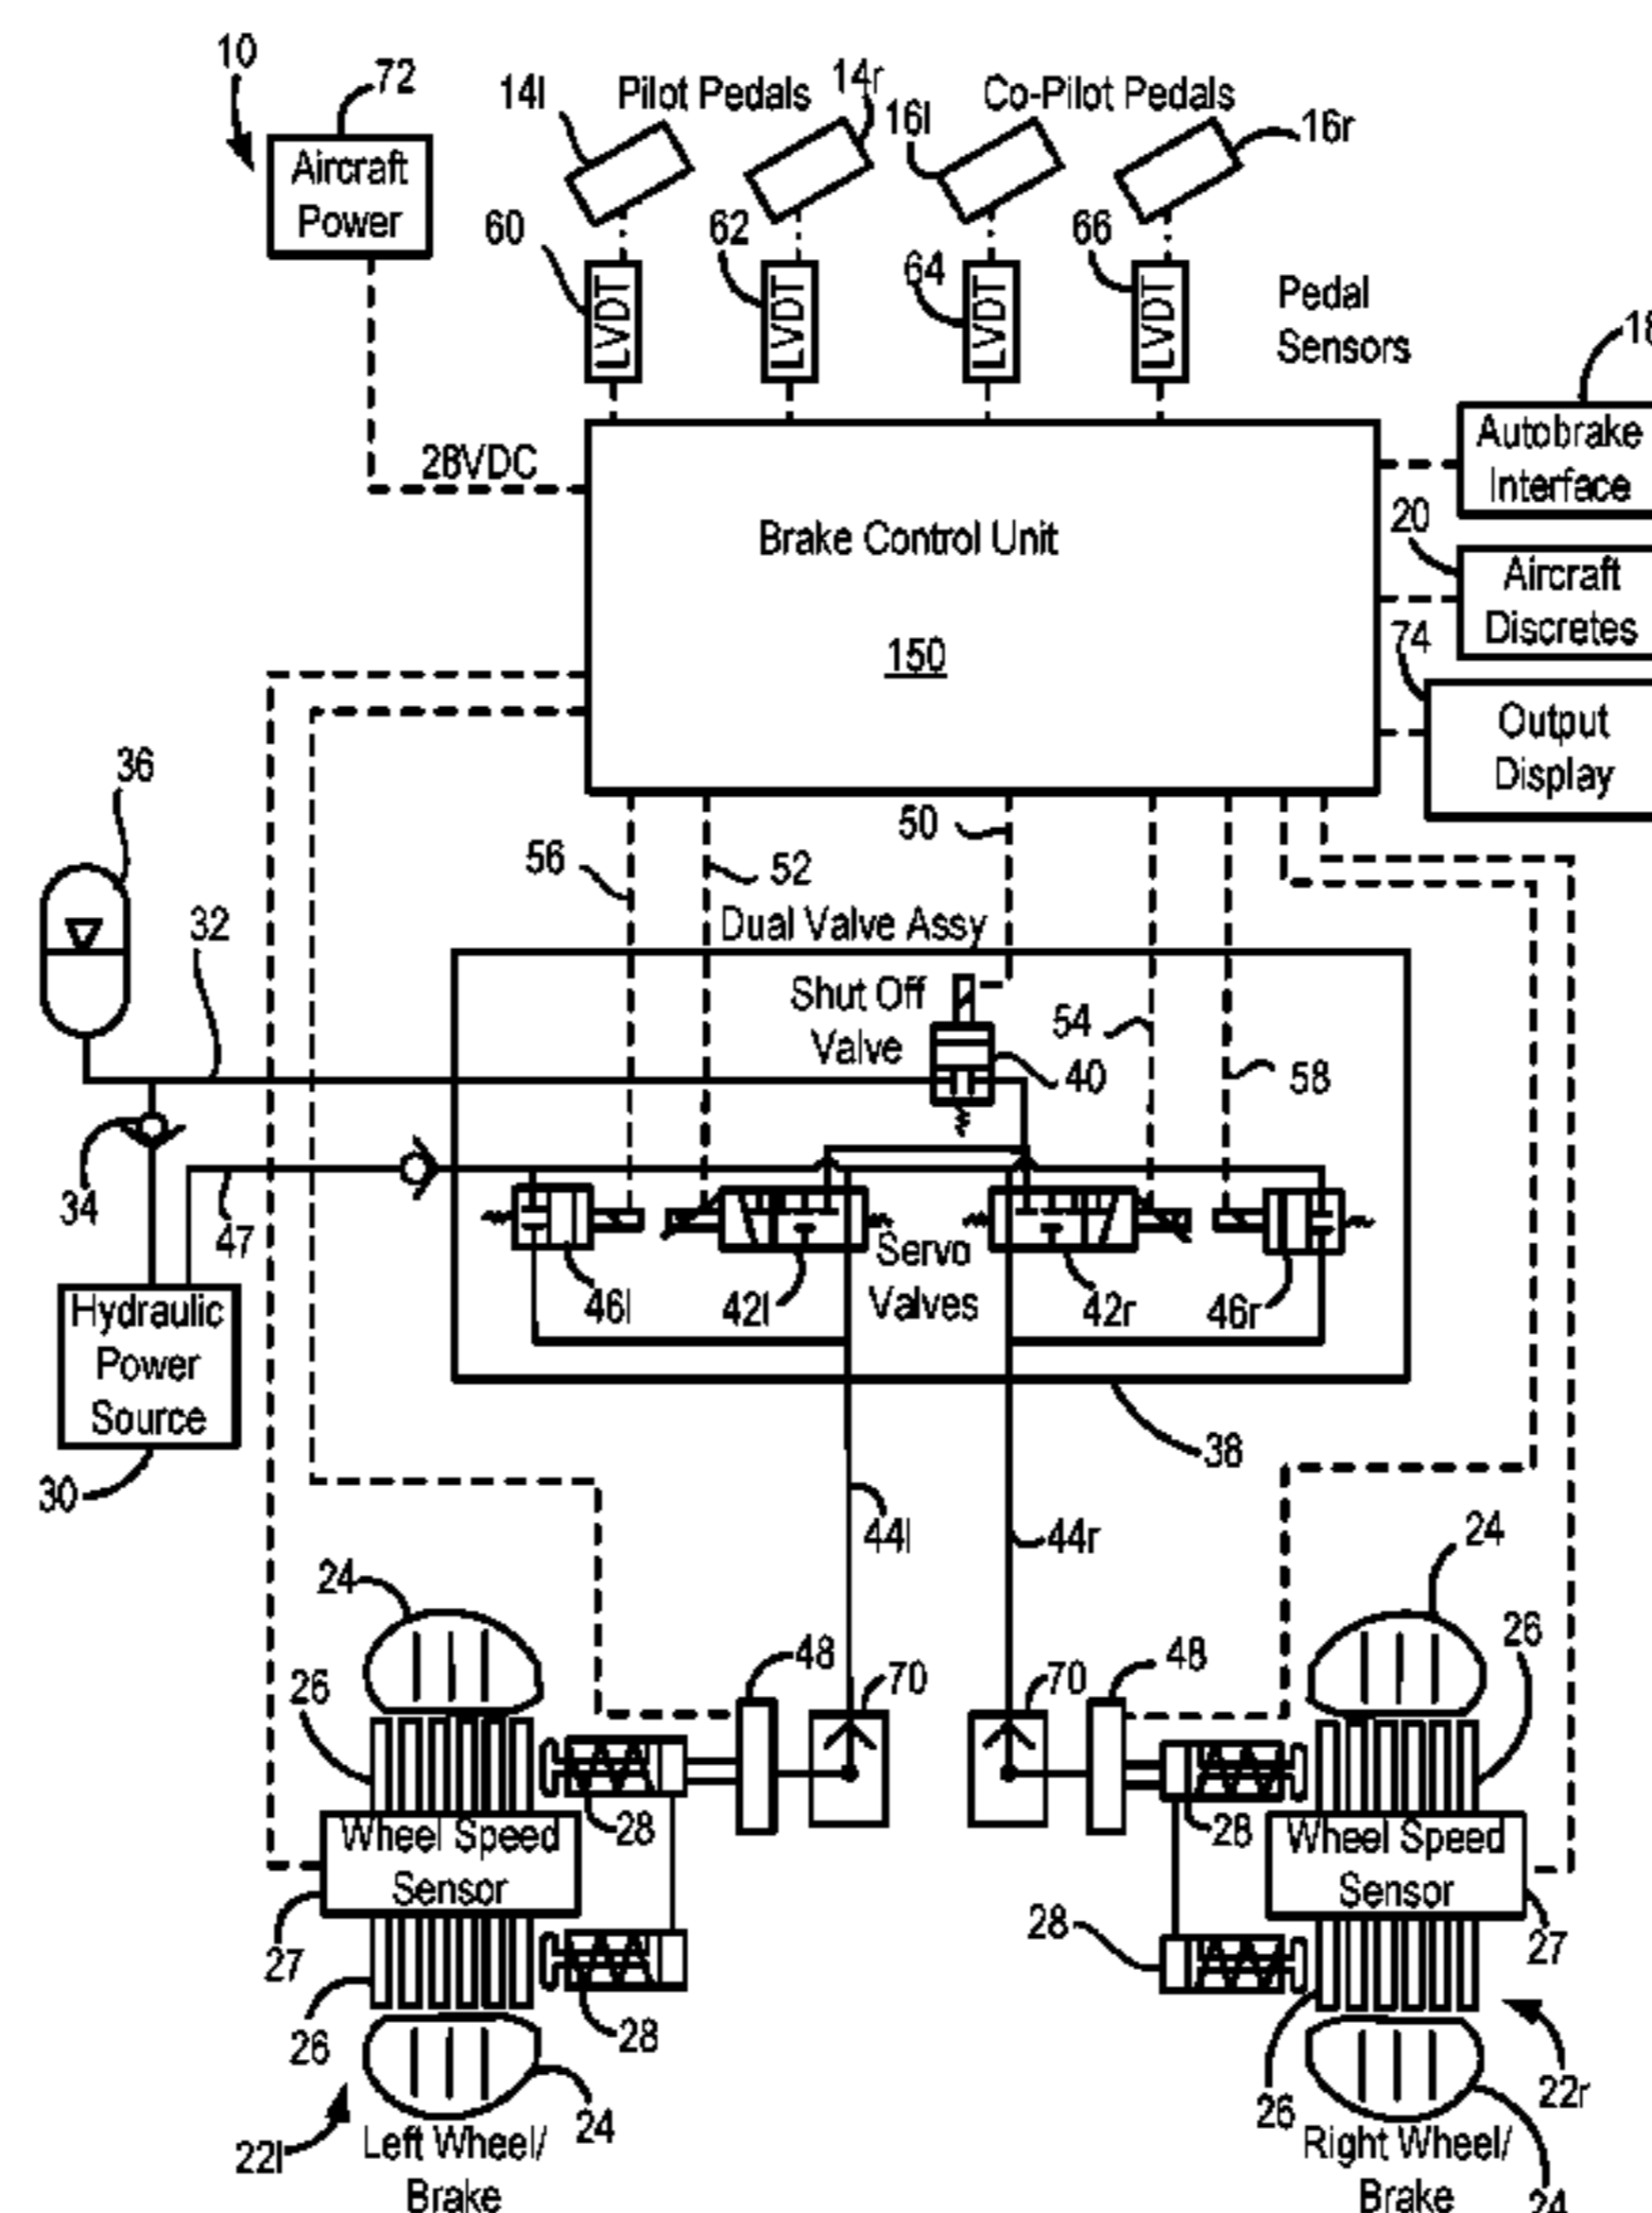 10
72
14l
Pilot Pedals
14r
16l
Co-Pilot Pedals
16r
Aircraft
Power
60
62
64
66
LVDT
LVDT
LVDT
LVDT
Pedal
Sensors
28VDC
Autobrake
Interface
Brake Control Unit
20
Aircraft
Discretes
150
74
Output
Display
36
50
56
52
32
Dual Valve Assy
Shut Off
Valve
54
40
58
34
47
Servo
Valves
46l
42l
42r
46r
Hydraulic
Power
Source
38
30
44l
44r
24
24
26
48
70
70
48
26
28
28
Wheel Speed
Sensor
Wheel Speed
Sensor
27
28
27
26
28
26
22r
22l
Left Wheel/
Brake
24
Right Wheel/
Brake
24